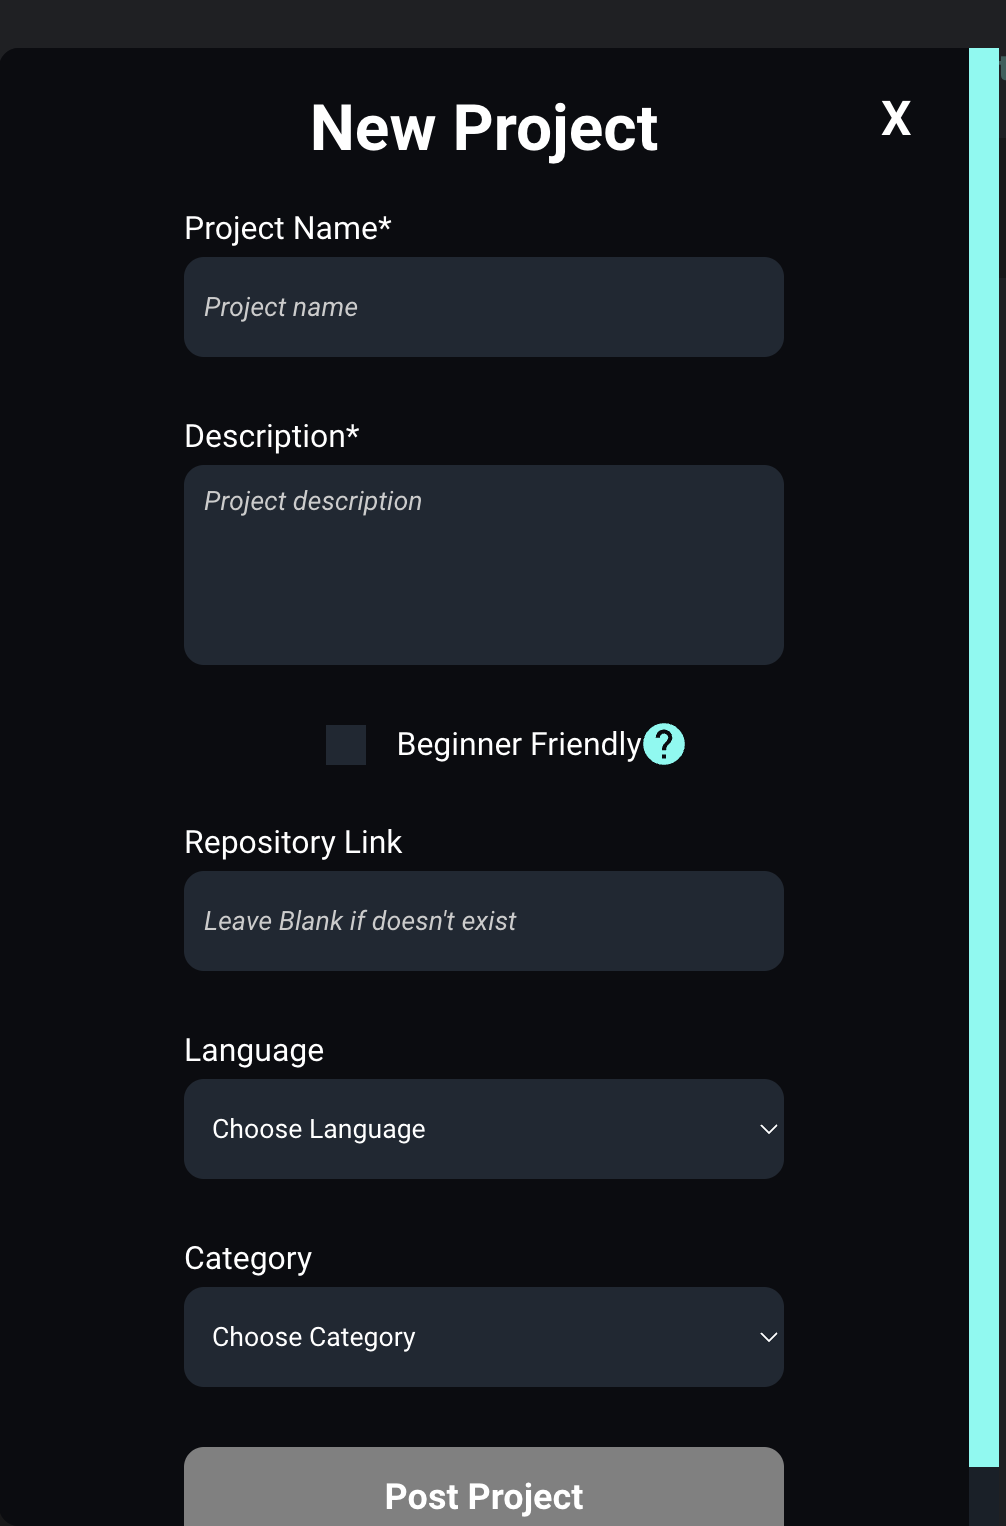 New Project
X
Project Name*
Project name
Description*
Project description
Beginner Friendly ?
Repository Link
Leave Blank if doesn't exist
Language
Choose Language
Category
Choose Category
Post Project